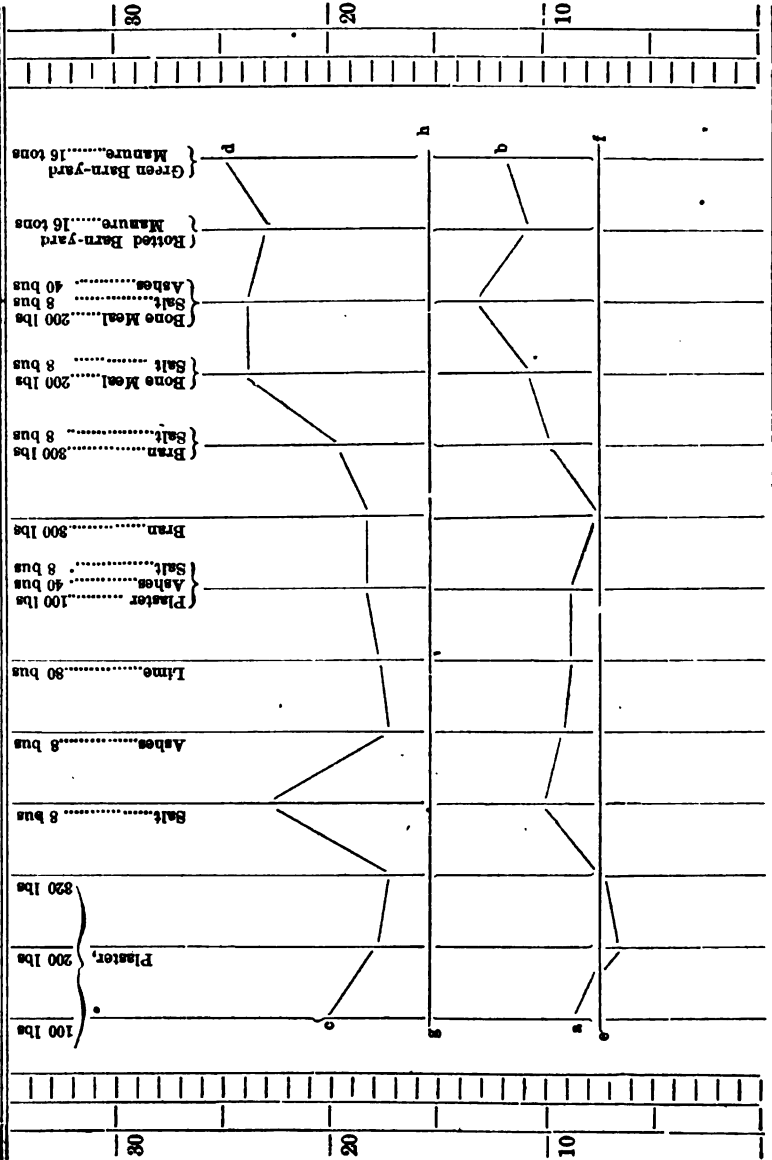 30
20
10
100 lbs
Plaster, 200 lbs
320 lbs
c
g
a
e
Salt............ 8 bus
Ashes............8 bus
Lime............30 bus
Plaster ..........100 lbs
Ashes............ 40 bus
Salt............ 8 bus
Bran ............300 lbs
Bran............300 lbs
Salt............ 8 bus
Bone Meal......200 lbs
Salt ............ 8 bus
Bone Meal......200 lbs
Salt ............ 8 bus
Ashes............ 40 bus
Rotted Barn-yard
Manure......16 tons
Green Barn-yard
Manure......16 tons
d
h
b
f
30
20
10